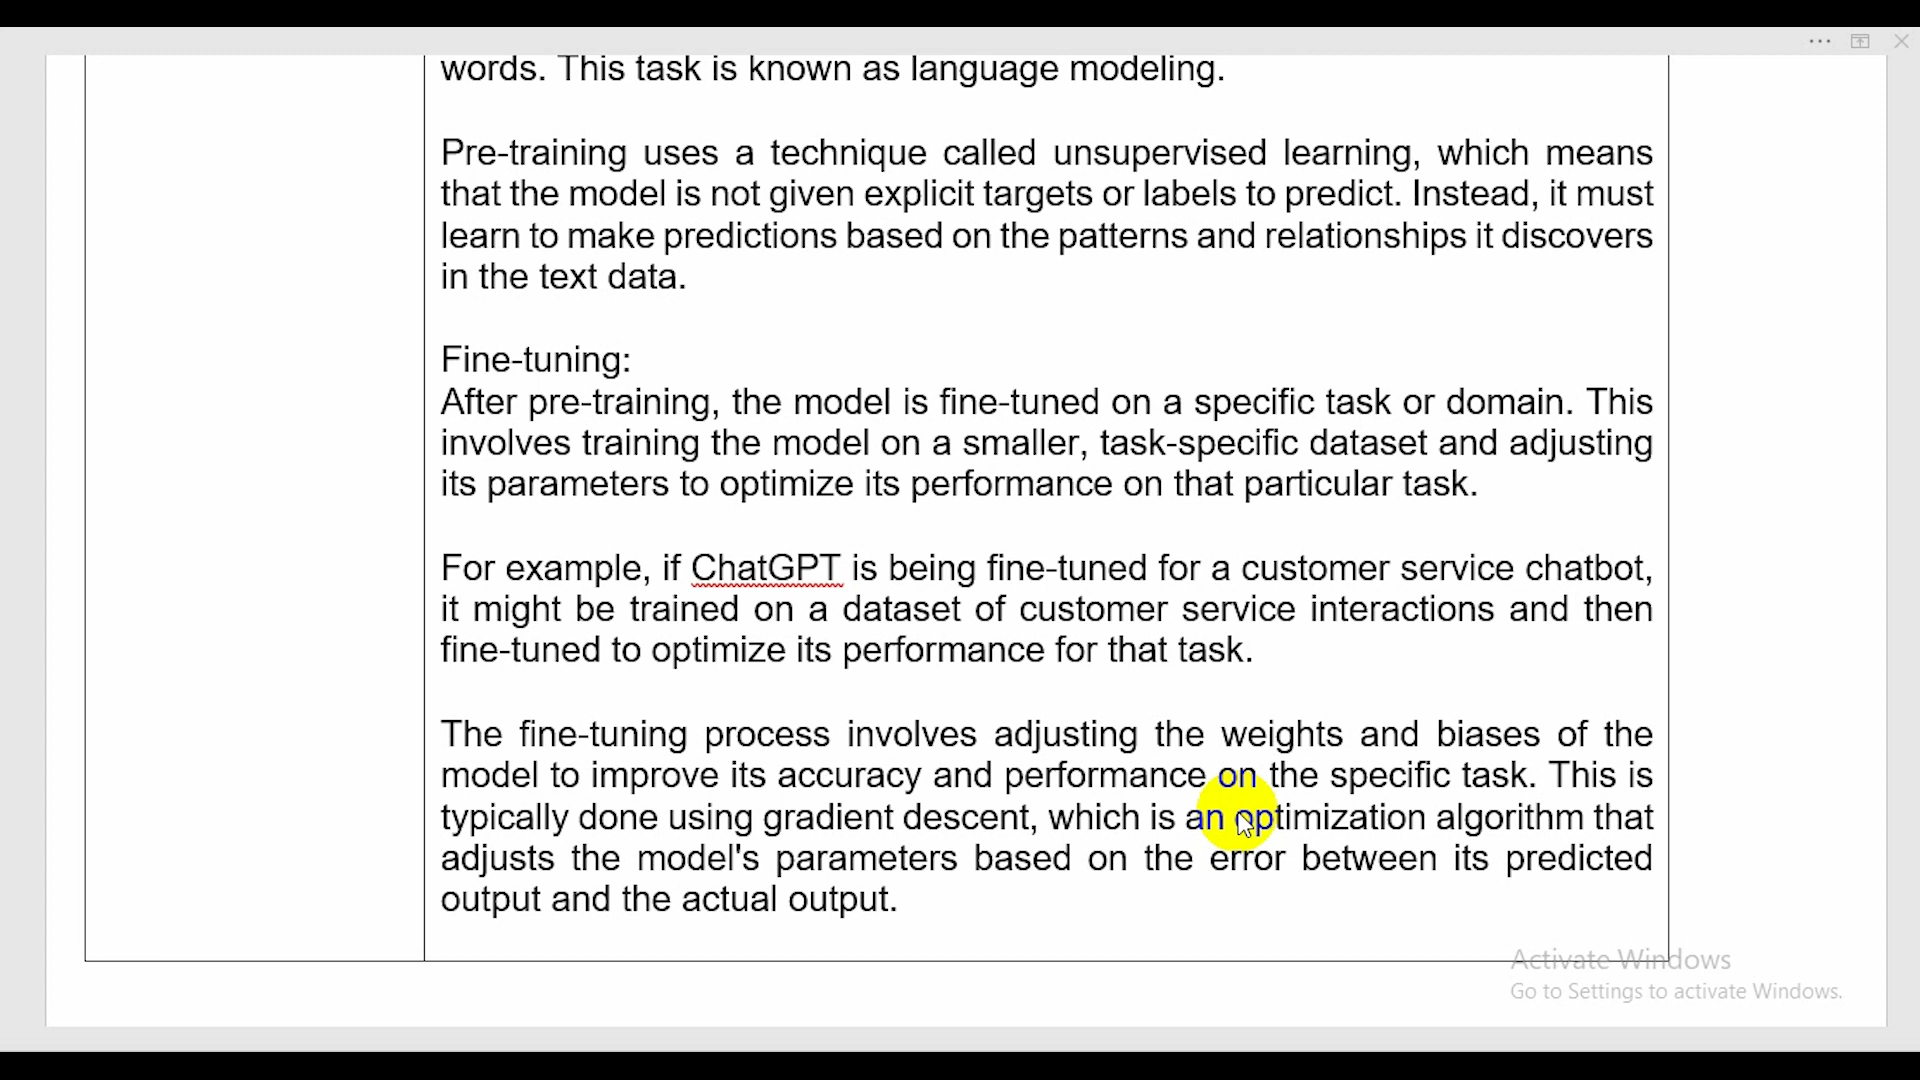 words. This task is known as language modeling.
Pre-training uses a technique called unsupervised learning, which means
that the model is not given explicit targets or labels to predict. Instead, it must
learn to make predictions based on the patterns and relationships it discovers
in the text data.
Fine-tuning:
After pre-training, the model is fine-tuned on a specific task or domain. This
involves training the model on a smaller, task-specific dataset and adjusting
its parameters to optimize its performance on that particular task.
For example, if ChatGPT is being fine-tuned for a customer service chatbot,
it might be trained on a dataset of customer service interactions and then
fine-tuned to optimize its performance for that task.
The fine-tuning process involves adjusting the weights and biases of the
model to improve its accuracy and performance on the specific task. This is
typically done using gradient descent, which is an optimization algorithm that
adjusts the model's parameters based on the error between its predicted
output and the actual output.
Activate Windows
Go to Settings to activate Windows.